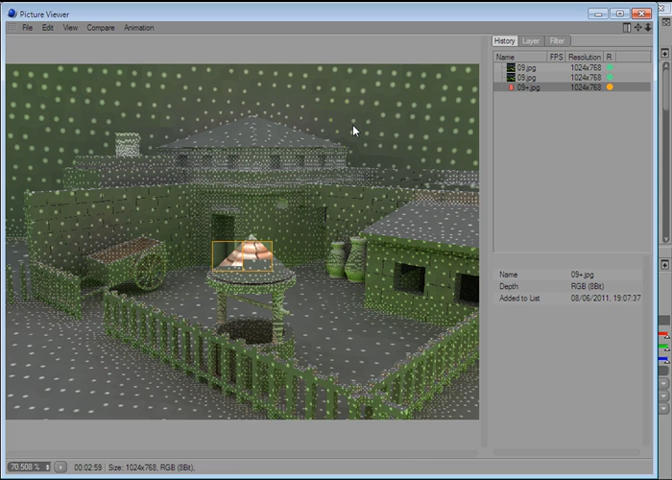 Picture Viewer
File Edit View Compare Animation
History Layer Filter
Name FPS Resolution R
09.jpg 1024x768
09.jpg 1024x768
09+.jpg 1024x768
Name 09+.jpg
Depth RGB (8Bit)
Added to List 08/06/2011, 19:07:37
70.508 % 00:02:59 Size: 1024x768, RGB (8Bit),